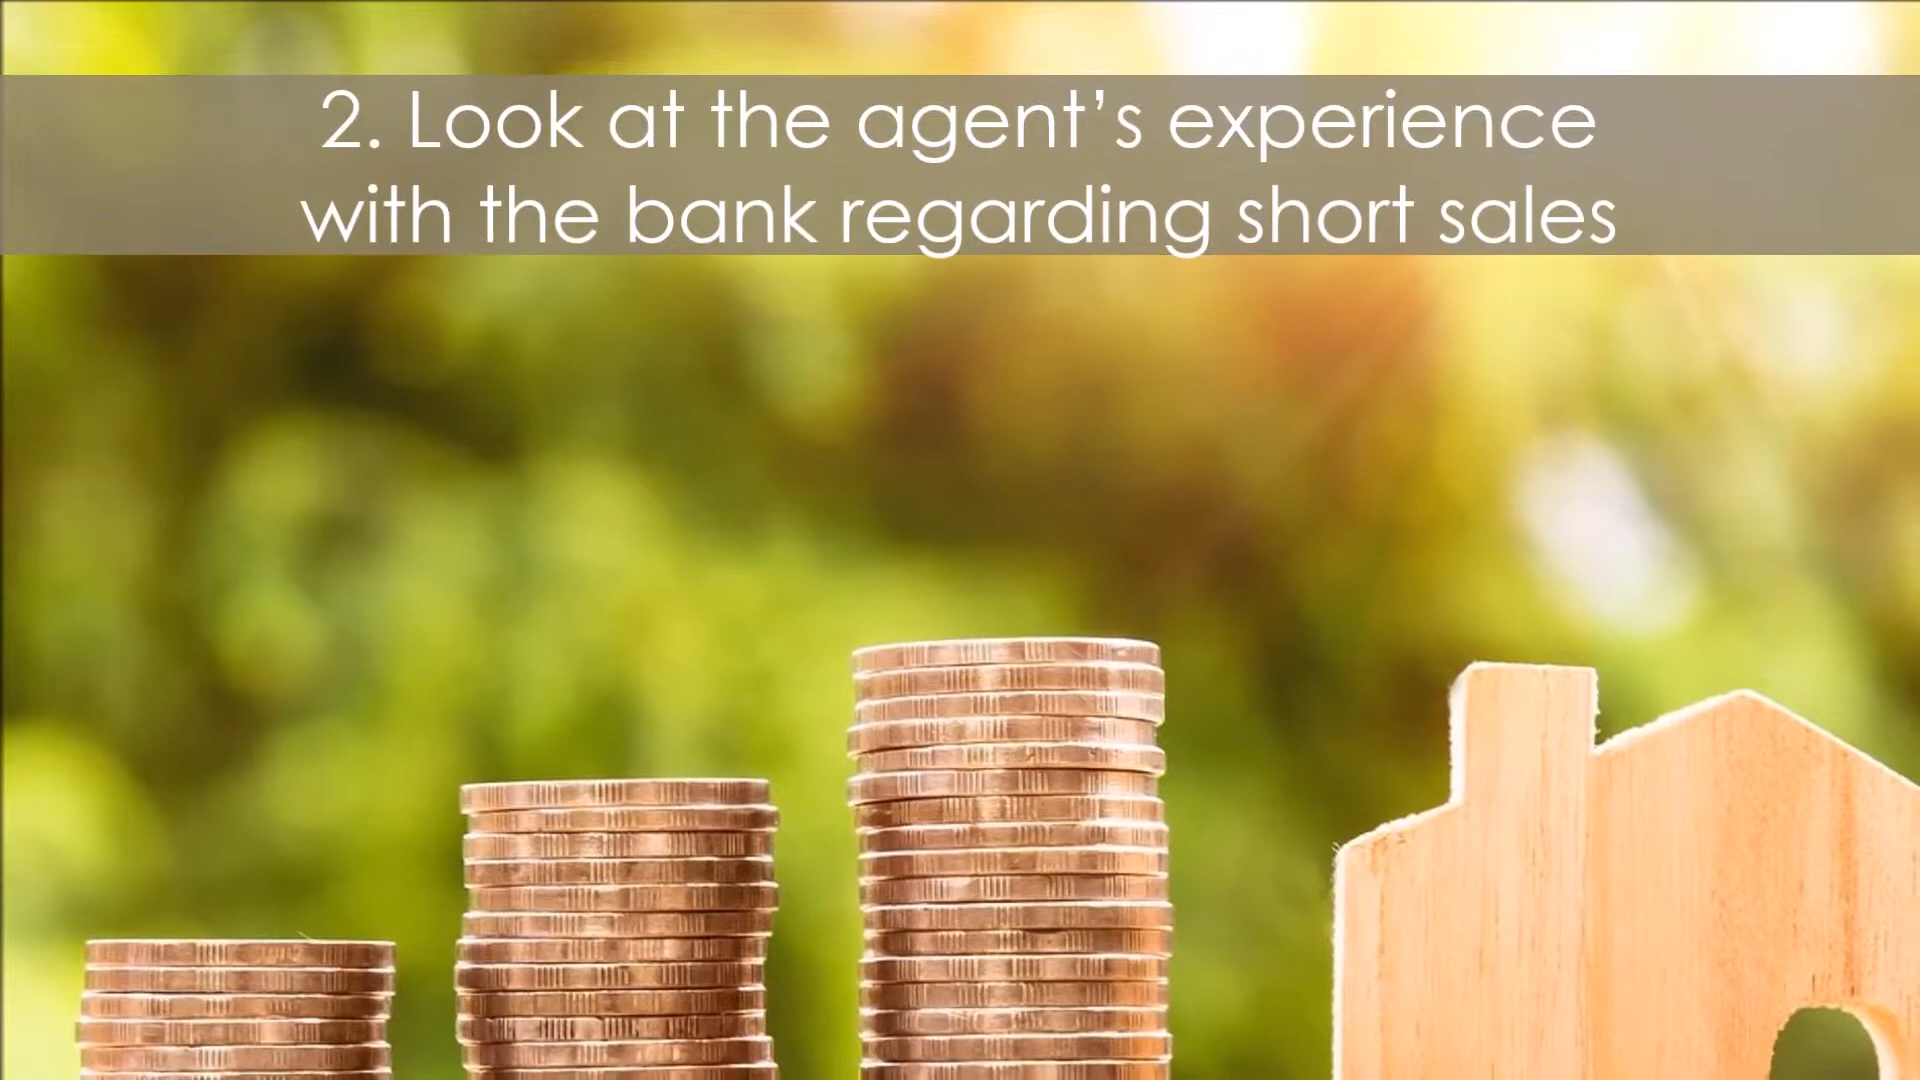 2. Look at the agent’s experience
with the bank regarding short sales